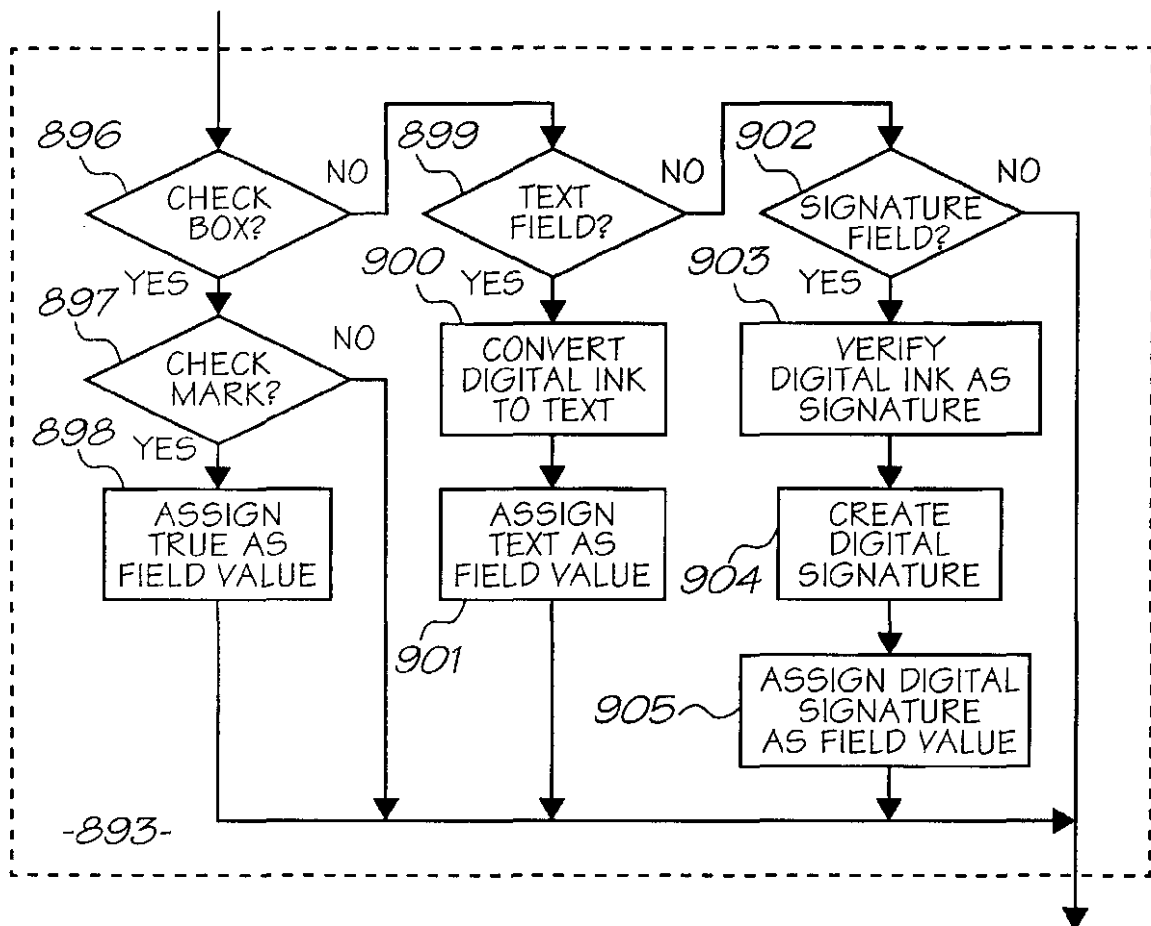 896
CHECK
BOX?
NO
YES
897
CHECK
MARK?
NO
YES
898
ASSIGN
TRUE AS
FIELD VALUE
899
TEXT
FIELD?
NO
YES
900
CONVERT
DIGITAL INK
TO TEXT
ASSIGN
TEXT AS
FIELD VALUE
901
902
SIGNATURE
FIELD?
NO
YES
903
VERIFY
DIGITAL INK AS
SIGNATURE
CREATE
DIGITAL
SIGNATURE
904
ASSIGN DIGITAL
SIGNATURE
AS FIELD VALUE
905
-893-